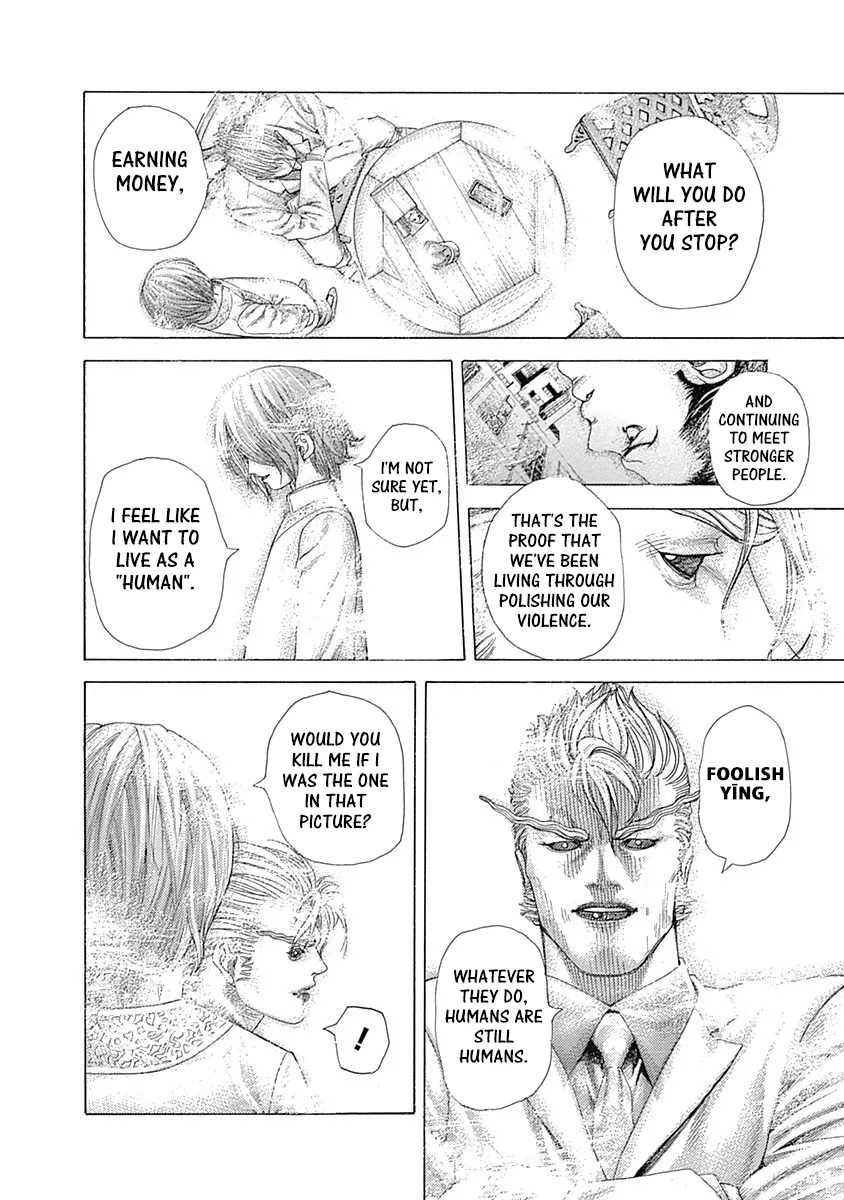 WHAT
WILL YOU DO
AFTER
YOU STOP?
EARNING
MONEY,
AND
CONTINUING
TO MEET
STRONGER
PEOPLE.
THAT'S THE
PROOF THAT
WE'VE BEEN
LIVING THROUGH
POLISHING OUR
VIOLENCE.
I'M NOT
SURE YET,
BUT,
I FEEL LIKE
I WANT TO
LIVE AS A
"HUMAN".
FOOLISH
YĪNG,
WHATEVER
THEY DO,
HUMANS ARE
STILL
HUMANS.
WOULD YOU
KILL ME IF I
WAS THE ONE
IN THAT
PICTURE?
!